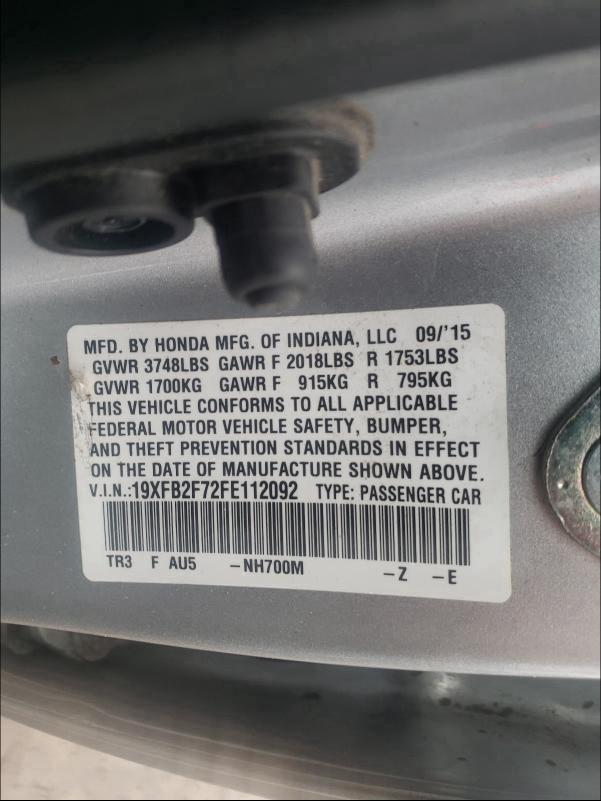 MFD. BY HONDA MFG. OF INDIANA, LLC 09/'15
GVWR 3748LBS GAWR F 2018LBS R 1753LBS
GVWR 1700KG GAWR F 915KG R 795KG
THIS VEHICLE CONFORMS TO ALL APPLICABLE
FEDERAL MOTOR VEHICLE SAFETY, BUMPER,
AND THEFT PREVENTION STANDARDS IN EFFECT
ON THE DATE OF MANUFACTURE SHOWN ABOVE.
V.I.N.:19XFB2F72FE112092 TYPE: PASSENGER CAR
TR3 F AU5 -NH700M -Z -E